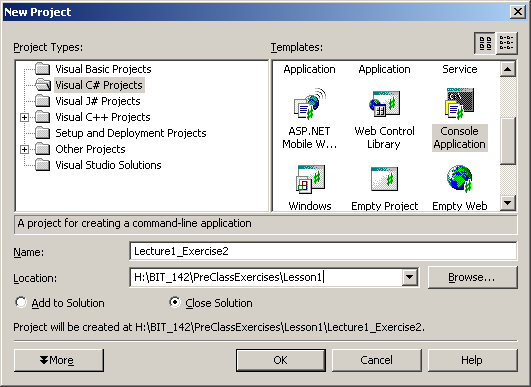 New Project
Project Types:
Templates:
Visual Basic Projects
Visual C# Projects
Visual J# Projects
Visual C++ Projects
Setup and Deployment Projects
Other Projects
Visual Studio Solutions
Application
Application
Service
ASP.NET Mobile W...
Web Control Library
Console Application
Windows
Empty Project
Empty Web
A project for creating a command-line application
Name:
Lecture1_Exercise2
Location:
H:\BIT_142\PreClassExercises\Lesson1
Browse...
Add to Solution
Close Solution
Project will be created at H:\BIT_142\PreClassExercises\Lesson1\Lecture1_Exercise2.
More
OK
Cancel
Help